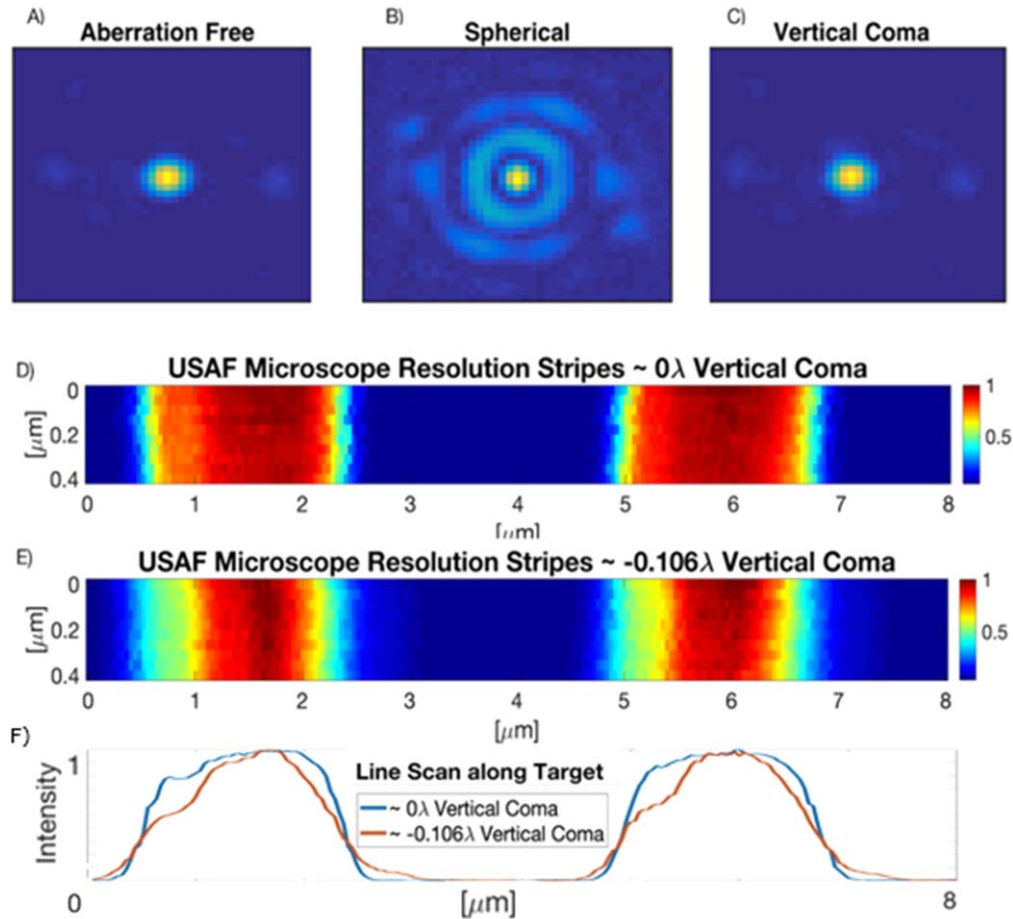 A)
Aberration Free
B)
Spherical
C)
Vertical Coma
D)
USAF Microscope Resolution Stripes ~ 0λ Vertical Coma
[μm]
0
0.2
0.4
0 1 2 3 4 5 6 7 8
[μm]
1
0.5
E)
USAF Microscope Resolution Stripes ~ -0.106λ Vertical Coma
[μm]
0
0.2
0.4
0 1 2 3 4 5 6 7 8
[μm]
1
0.5
F)
Intensity
1
Line Scan along Target
~ 0λ Vertical Coma
~ -0.106λ Vertical Coma
0
[μm]
8